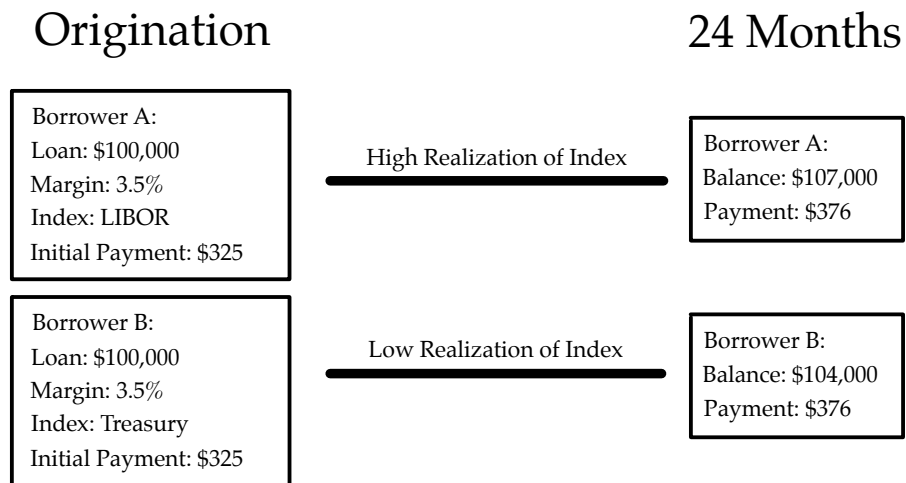 Origination
24 Months
Borrower A:
Loan: $100,000
Margin: 3.5%
Index: LIBOR
Initial Payment: $325
High Realization of Index
Borrower A:
Balance: $107,000
Payment: $376
Borrower B:
Loan: $100,000
Margin: 3.5%
Index: Treasury
Initial Payment: $325
Low Realization of Index
Borrower B:
Balance: $104,000
Payment: $376